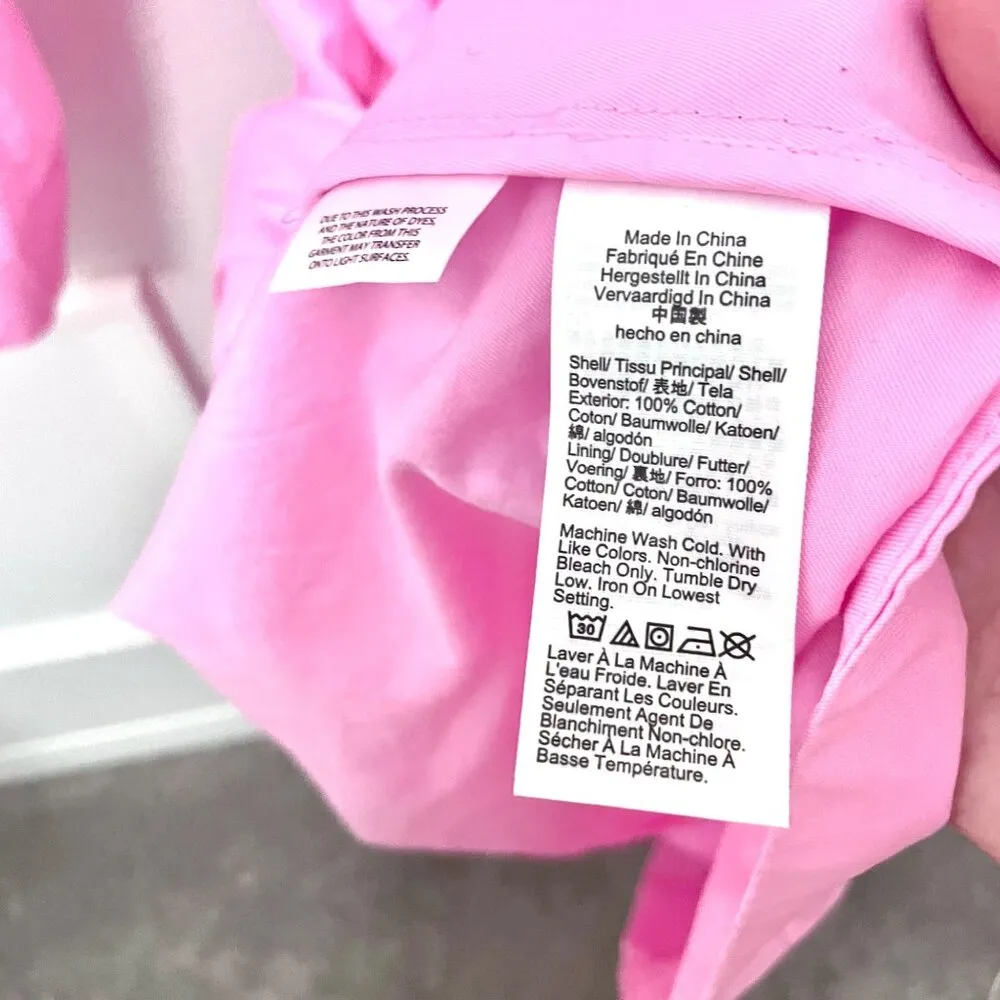 DUE TO THIS WASH PROCESS
AND THE NATURE OF DYES,
THE COLOR FROM THIS
GARMENT MAY TRANSFER
ONTO LIGHT SURFACES.
Made In China
Fabriqué En Chine
Hergestellt In China
Vervaardigd In China
中国製
hecho en china
Shell/ Tissu Principal/ Shell/
Bovenstof/ 表地/ Tela
Exterior: 100% Cotton/
Coton/ Baumwolle/ Katoen/
綿/ algodón
Lining/ Doublure/ Futter/
Voering/ 裏地/ Forro: 100%
Cotton/ Coton/ Baumwolle/
Katoen/ 綿/ algodón
Machine Wash Cold. With
Like Colors. Non-chlorine
Bleach Only. Tumble Dry
Low. Iron On Lowest
Setting.
30
Laver À La Machine À
L'eau Froide. Laver En
Séparant Les Couleurs.
Seulement Agent De
Blanchiment Non-chlore.
Sécher À La Machine À
Basse Température.